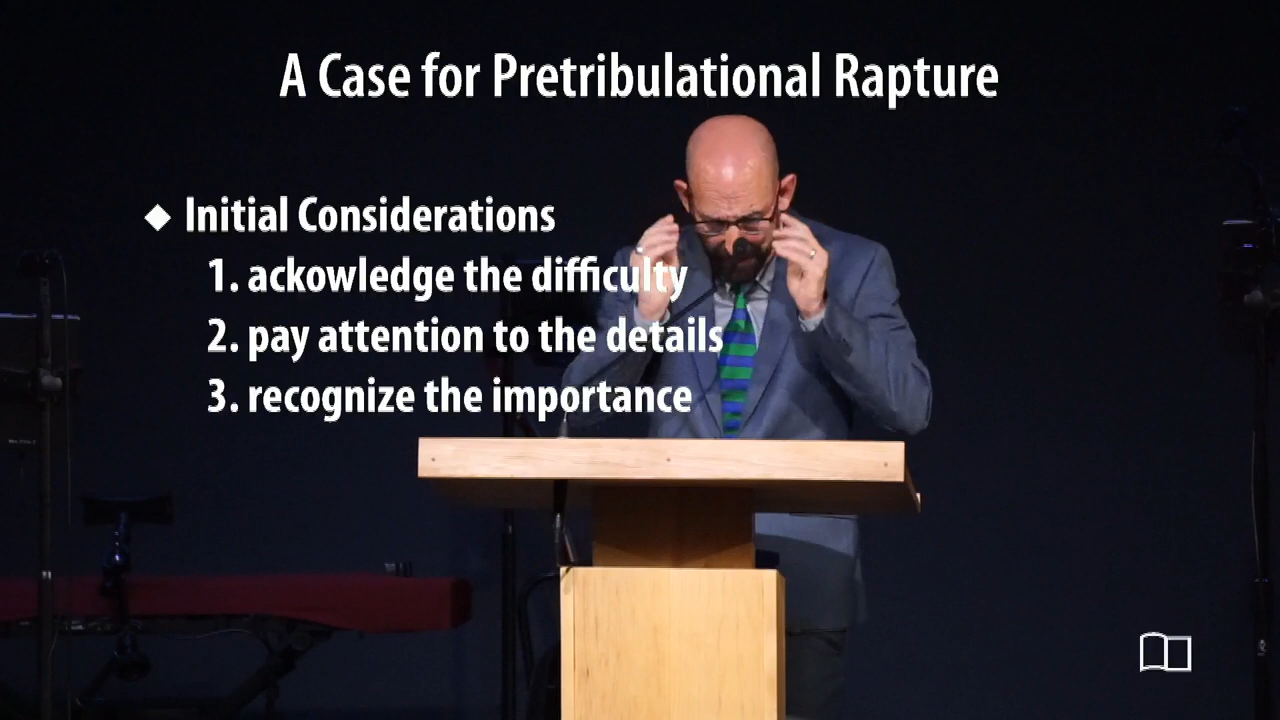 A Case for Pretribulational Rapture
◆ Initial Considerations
1. ackowledge the difficulty
2. pay attention to the details
3. recognize the importance